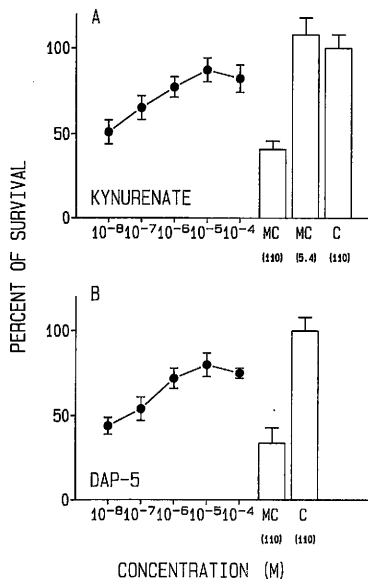 A
100
50
0
KYNURENATE
10⁻⁸ 10⁻⁷ 10⁻⁶ 10⁻⁵ 10⁻⁴ MC MC C
(110) (5.4) (110)
PERCENT OF SURVIVAL
B
100
50
0
DAP-5
10⁻⁸ 10⁻⁷ 10⁻⁶ 10⁻⁵ 10⁻⁴ MC C
(110) (110)
CONCENTRATION (M)